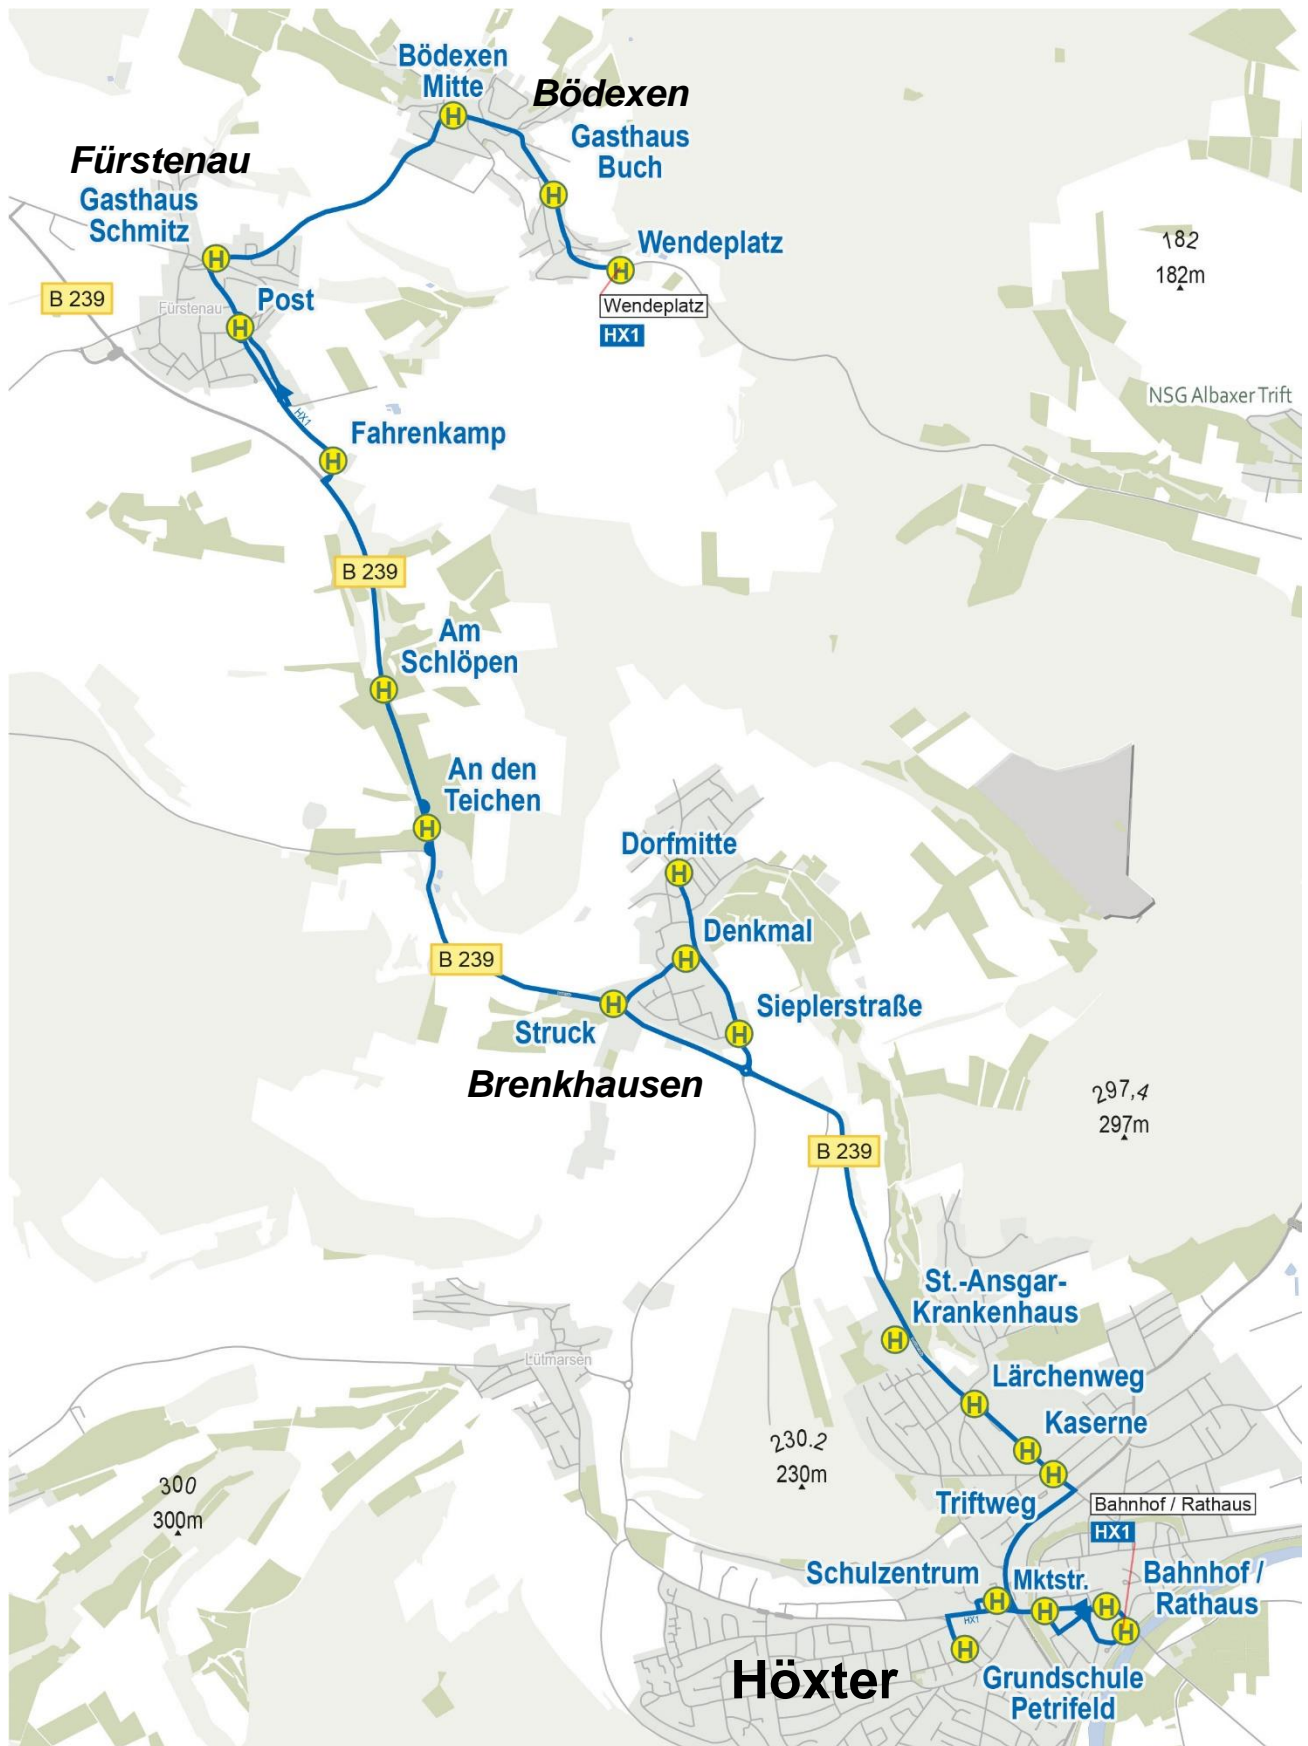 Bödexen
Mitte
Bödexen
Gasthaus
Buch
Fürstenau
Gasthaus
Schmitz
H
H
H
H
Wendeplatz
182
182m
Wendeplatz
HX1
B 239
Fürstenau
Post
H
HX1
NSG Albaxer Trift
Fahrenkamp
H
B 239
Am
Schlöpen
H
An den
Teichen
H
Dorfmitte
H
Denkmal
H
B 239
Struck
H
Sieplerstraße
H
Brenkhausen
297,4
297m
B 239
St.-Ansgar-
Krankenhaus
H
Lütmarsen
Lärchenweg
H
Kaserne
H
H
230.2
230m
300
300m
Triftweg
Bahnhof / Rathaus
HX1
Schulzentrum
H
Mktstr.
H
H
Bahnhof /
Rathaus
H
HX1
H
Höxter
Grundschule
Petrifeld